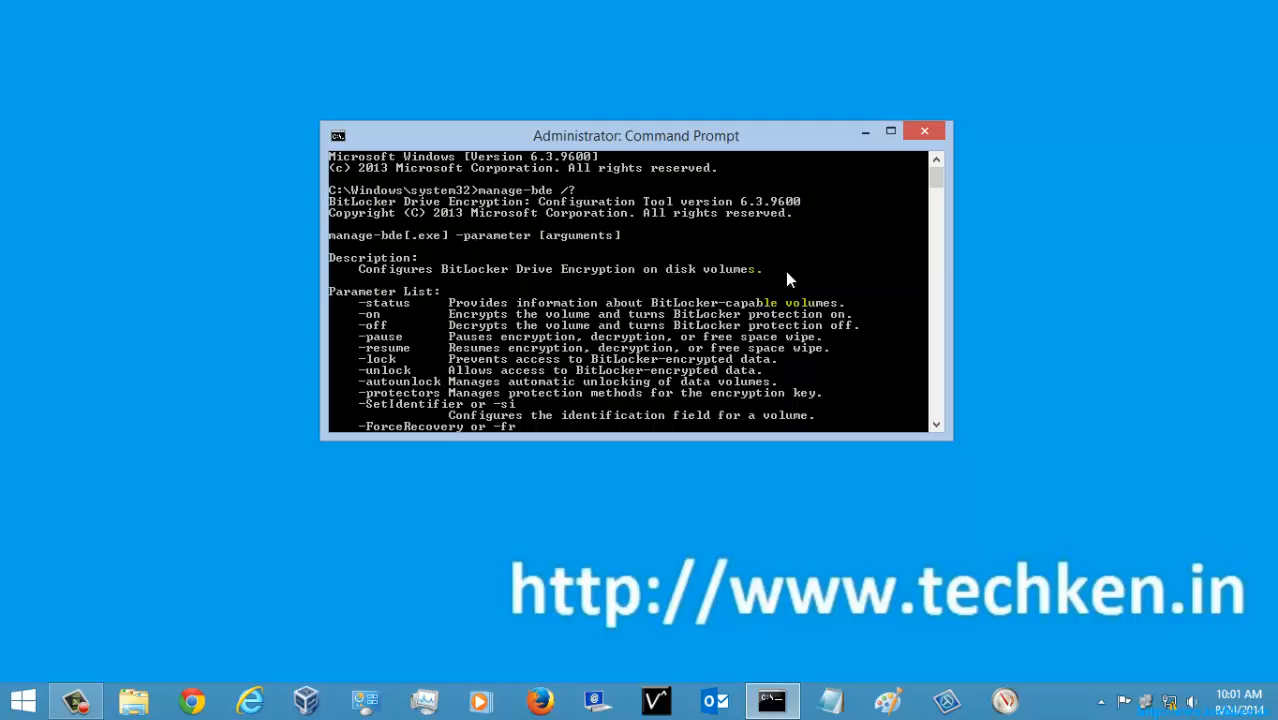 Administrator: Command Prompt
Microsoft Windows [Version 6.3.9600]
(c) 2013 Microsoft Corporation. All rights reserved.
C:\Windows\system32>manage-bde /?
BitLocker Drive Encryption: Configuration Tool version 6.3.9600
Copyright (C) 2013 Microsoft Corporation. All rights reserved.
manage-bde[.exe] -parameter [arguments]
Description:
Configures BitLocker Drive Encryption on disk volumes.
Parameter List:
-status Provides information about BitLocker-capable volumes.
-on Encrypts the volume and turns BitLocker protection on.
-off Decrypts the volume and turns BitLocker protection off.
-pause Pauses encryption, decryption, or free space wipe.
-resume Resumes encryption, decryption, or free space wipe.
-lock Prevents access to BitLocker-encrypted data.
-unlock Allows access to BitLocker-encrypted data.
-autounlock Manages automatic unlocking of data volumes.
-protectors Manages protection methods for the encryption key.
-SetIdentifier or -si
Configures the identification field for a volume.
-ForceRecovery or -fr
http://www.techken.in
10:01 AM